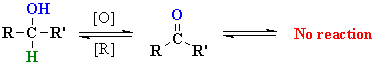 OH
R-C-R'
H
[O]
[R]
O
C
R R'
No reaction